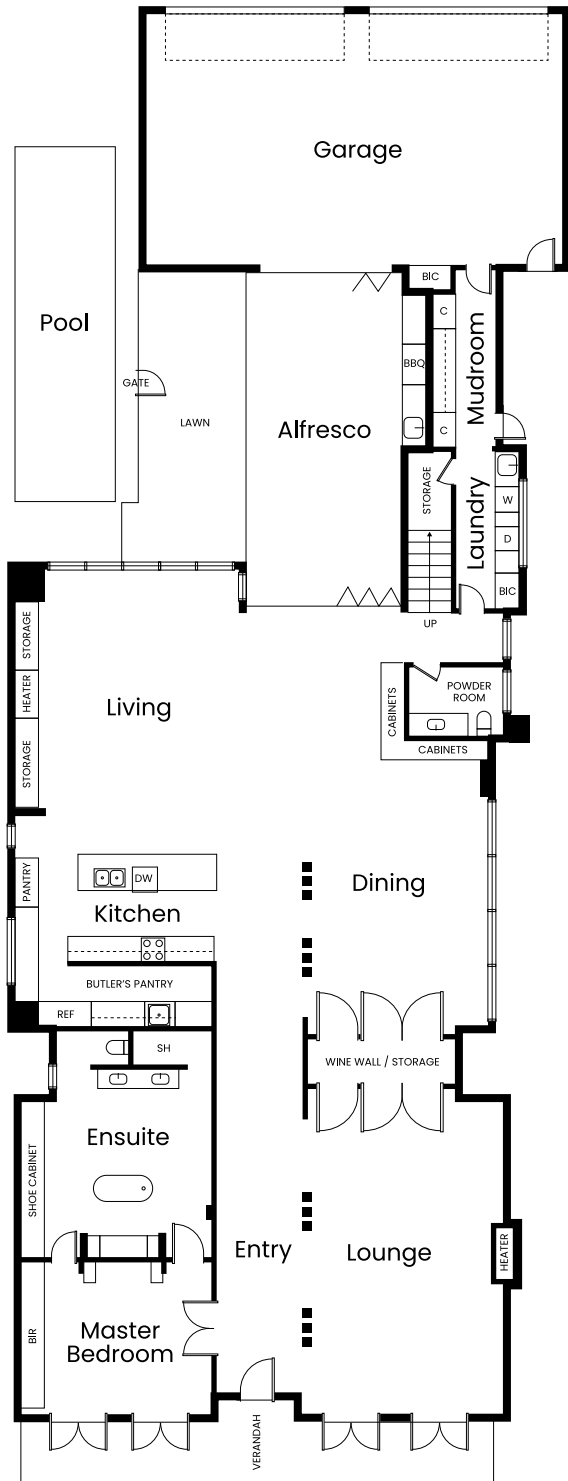 Garage
BIC
Pool
C
Mudroom
GATE
BBQ
LAWN
Alfresco
C
STORAGE
Laundry
W
D
BIC
UP
STORAGE
HEATER
STORAGE
Living
CABINETS
POWDER
ROOM
CABINETS
PANTRY
DW
Dining
Kitchen
BUTLER'S PANTRY
REF
SH
WINE WALL / STORAGE
Ensuite
SHOE CABINET
Entry
Lounge
HEATER
BIR
Master
Bedroom
VERANDAH